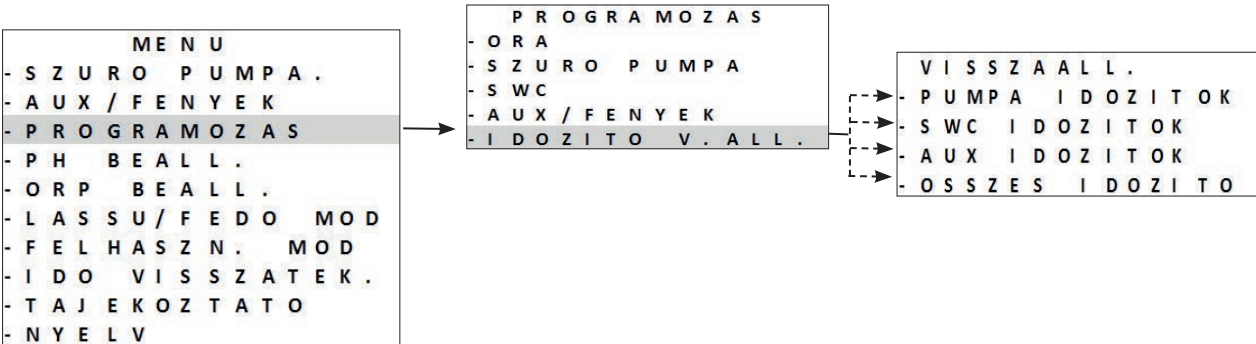 MENU
- SZURO PUMPA.
- AUX/FENYEK
- PROGRAMOZAS
- PH BEALL.
- ORP BEALL.
- LASSU/FEDO MOD
- FELHASZN. MOD
- IDO VISSZATEK.
- TAJEKOZTATO
- NYELV
PROGRAMOZAS
- ORA
- SZURO PUMPA
- SWC
- AUX/FENYEK
- IDOZITO V.ALL.
VISSZAALL.
- PUMPA IDOZITOK
- SWC IDOZITOK
- AUX IDOZITOK
- OSSZES IDOZITO